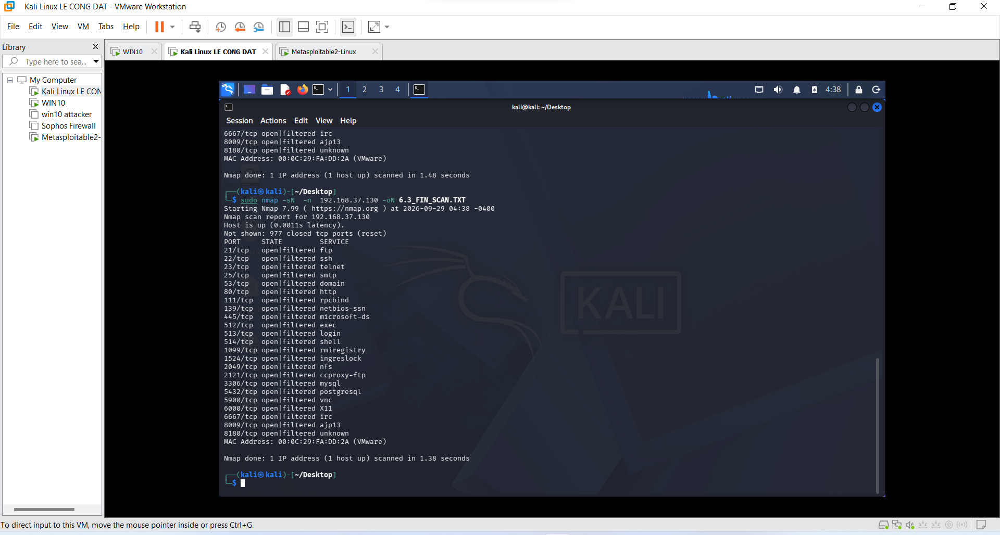 Kali Linux LE CONG DAT - VMware Workstation
File Edit View VM Tabs Help
Library
Type here to sea...
WIN10
Kali Linux LE CONG DAT
Metasploitable2-Linux
My Computer
Kali Linux LE CON
WIN10
win10 attacker
Sophos Firewall
Metasploitable2-
1 2 3 4
4:38
kali@kali: ~/Desktop
Session Actions Edit View Help
6667/tcp open|filtered irc
8009/tcp open|filtered ajp13
8180/tcp open|filtered unknown
MAC Address: 00:0C:29:FA:DD:2A (VMware)
Nmap done: 1 IP address (1 host up) scanned in 1.48 seconds
┌──(kali㉿kali)-[~/Desktop]
└─$ sudo nmap -sN  -n  192.168.37.130 -oN 6.3_FIN_SCAN.TXT
Starting Nmap 7.99 ( https://nmap.org ) at 2026-09-29 04:38 -0400
Nmap scan report for 192.168.37.130
Host is up (0.0011s latency).
Not shown: 977 closed tcp ports (reset)
PORT     STATE         SERVICE
21/tcp   open|filtered ftp
22/tcp   open|filtered ssh
23/tcp   open|filtered telnet
25/tcp   open|filtered smtp
53/tcp   open|filtered domain
80/tcp   open|filtered http
111/tcp  open|filtered rpcbind
139/tcp  open|filtered netbios-ssn
445/tcp  open|filtered microsoft-ds
512/tcp  open|filtered exec
513/tcp  open|filtered login
514/tcp  open|filtered shell
1099/tcp open|filtered rmiregistry
1524/tcp open|filtered ingreslock
2049/tcp open|filtered nfs
2121/tcp open|filtered ccproxy-ftp
3306/tcp open|filtered mysql
5432/tcp open|filtered postgresql
5900/tcp open|filtered vnc
6000/tcp open|filtered X11
6667/tcp open|filtered irc
8009/tcp open|filtered ajp13
8180/tcp open|filtered unknown
MAC Address: 00:0C:29:FA:DD:2A (VMware)
Nmap done: 1 IP address (1 host up) scanned in 1.38 seconds
┌──(kali㉿kali)-[~/Desktop]
└─$
KALI
To direct input to this VM, move the mouse pointer inside or press Ctrl+G.